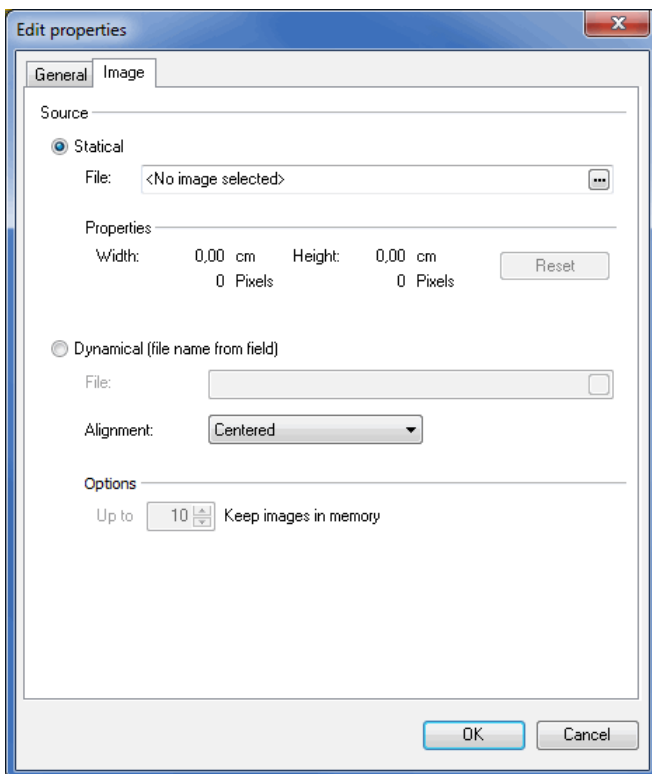 Edit properties
General Image
Source
Statical
File: <No image selected> ...
Properties
Width: 0,00 cm Height: 0,00 cm Reset
0 Pixels 0 Pixels
Dynamical (file name from field)
File:
Alignment: Centered
Options
Up to 10 Keep images in memory
OK Cancel